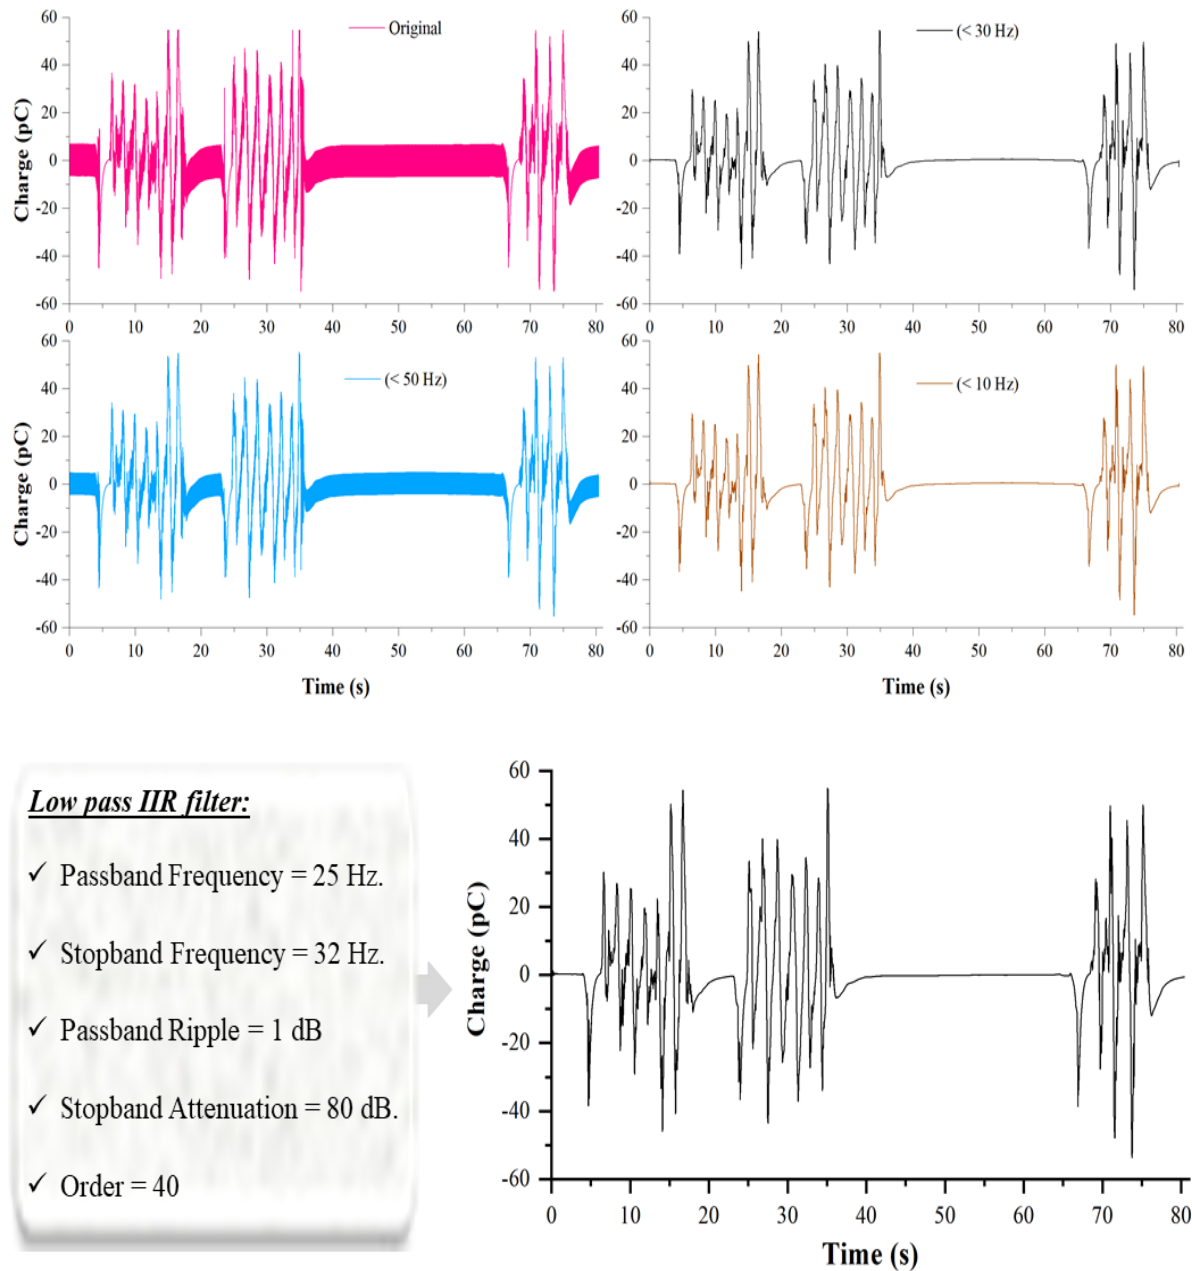 60
40
20
0
-20
-40
-60
Charge (pC)
Original
0 10 20 30 40 50 60 70 80
60
40
20
0
-20
-40
-60
(< 30 Hz)
0 10 20 30 40 50 60 70 80
60
40
20
0
-20
-40
-60
Charge (pC)
(< 50 Hz)
0 10 20 30 40 50 60 70 80
Time (s)
60
40
20
0
-20
-40
-60
(< 10 Hz)
0 10 20 30 40 50 60 70 80
Time (s)
Low pass IIR filter:
✓ Passband Frequency = 25 Hz.
✓ Stopband Frequency = 32 Hz.
✓ Passband Ripple = 1 dB
✓ Stopband Attenuation = 80 dB.
✓ Order = 40
60
40
20
0
-20
-40
-60
Charge (pC)
0 10 20 30 40 50 60 70 80
Time (s)